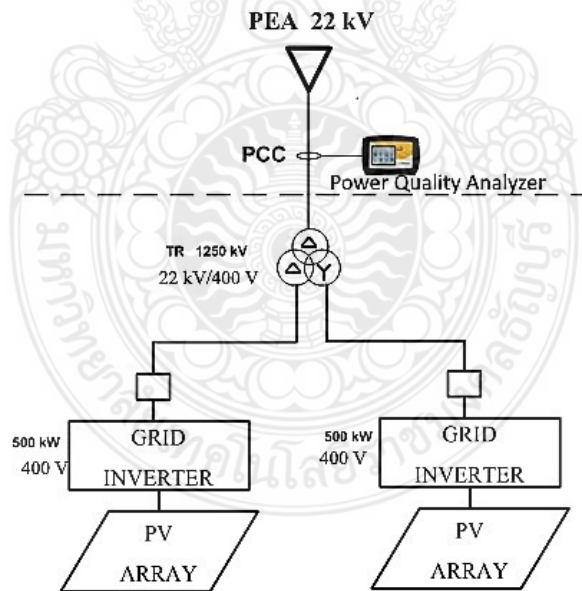 PEA 22 kV
PCC
Power Quality Analyzer
TR 1250 kV
22 kV/400 V
500 kW
400 V
GRID
INVERTER
500 kW
400 V
GRID
INVERTER
PV
ARRAY
PV
ARRAY